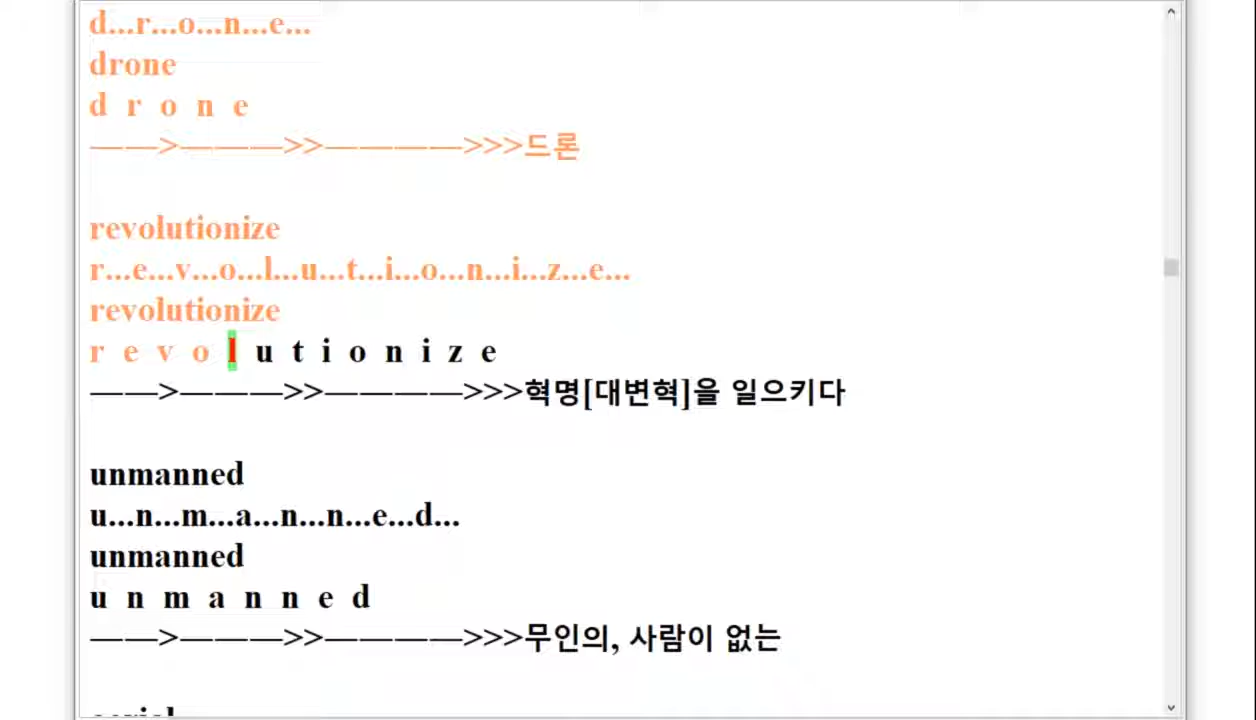 d...r...o...n...e...
drone
d r o n e
——>———>>————>>>드론
revolutionize
r...e...v...o...l...u...t...i...o...n...i...z...e...
revolutionize
r e v o l u t i o n i z e
——>———>>————>>>혁명[대변혁]을 일으키다
unmanned
u...n...m...a...n...n...e...d...
unmanned
u n m a n n e d
——>———>>————>>>무인의, 사람이 없는